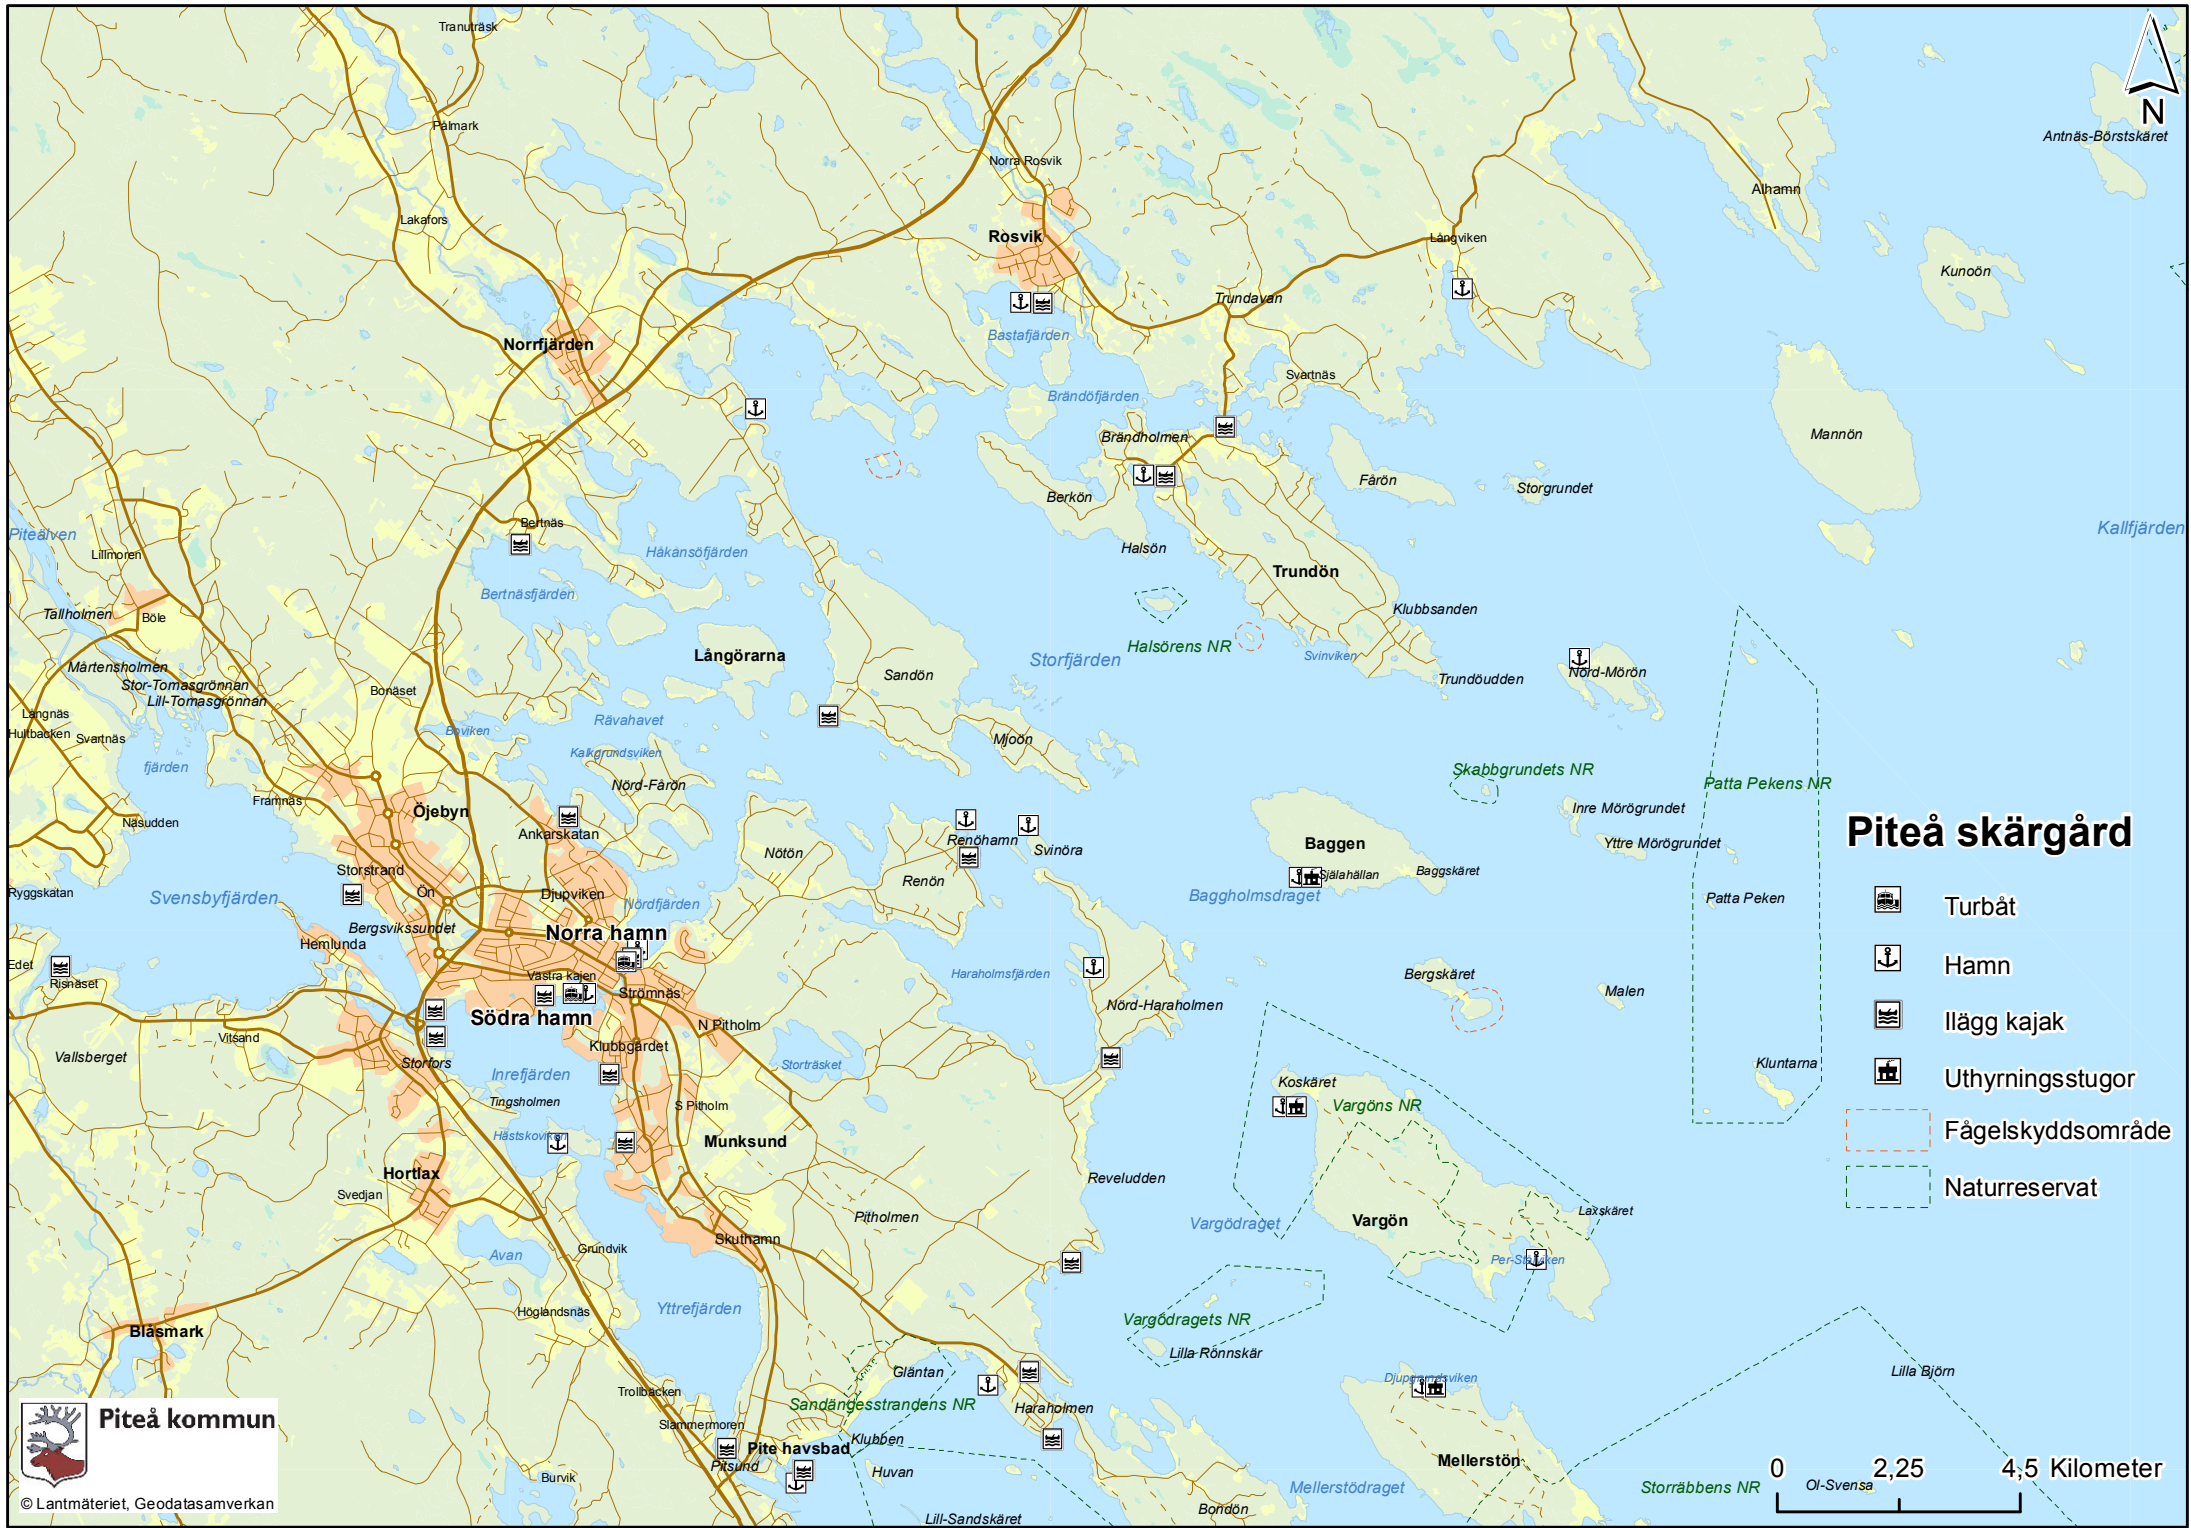 Tranuträsk
N
Pålmark
Antnäs-Börstskäret
Norra Rosvik
Alhamn
Lakafors
Rosvik
Långviken
Kunoön
Trundavan
Bastafjärden
Norrfjärden
Svartnäs
Brändöfjärden
Brändholmen
Mannön
Fårön
Storgrundet
Berkön
Bertnäs
Kallfjärden
Piteälven
Lillmoren
Håkansöfjärden
Halsön
Trundön
Bertnäsfjärden
Klubbsanden
Tallholmen
Böle
Halsörens NR
Långörarna
Storfjärden
Svinviken
Mårtensholmen
Sandön
Nörd-Mörön
Trundöudden
Stor-Tomasgrönnan
Bonäset
Lill-Tomasgrönnan
Långnäs
Rävahavet
Hultbacken
Svartnäs
Boviken
Mjoön
Kalkgrundsviken
fjärden
Skabbgrundets NR
Patta Pekens NR
Nörd-Fårön
Framnäs
Öjebyn
Inre Mörögrundet
Näsudden
Ankarskatan
Piteå skärgård
Renöhamn
Baggen
Yttre Mörögrundet
Nötön
Svinöra
Storstrand
Renön
Själahällan
Baggskäret
Ryggskatan
Ön
Djupviken
Svensbyfjärden
Nördfjärden
Baggholmsdraget
Patta Peken
Turbåt
Bergsvikssundet
Norra hamn
Hemlunda
Edet
Hamn
Risnäset
Västra kajen
Haraholmsfjärden
Bergskäret
Strömnäs
Malen
Nörd-Haraholmen
Södra hamn
N Pitholm
Ilägg kajak
Vitsand
Klubbgärdet
Vallsberget
Storfors
Storträsket
Kluntarna
Inrefjärden
Koskäret
Uthyrningsstugor
Tingsholmen
S Pitholm
Vargöns NR
Hästskoviken
Munksund
Fågelskyddsområde
Hortlax
Reveludden
Naturreservat
Svedjan
Pitholmen
Vargödraget
Vargön
Laxskäret
Skuthamn
Grundvik
Avan
Höglandsnäs
Yttrefjärden
Vargödragets NR
Blåsmark
Lilla Rönnskär
Gläntan
Djupgrundsviken
Lilla Björn
Trollbäcken
Sandängesstrandens NR
Haraholmen
Piteå kommun
Slammermoren
Klubben
Pite havsbad
Mellerstön
Pitsund
Huvan
0 2,25 4,5 Kilometer
Burvik
Mellerstödraget
Storräbbens NR
Ol-Svensa
© Lantmäteriet, Geodatasamverkan
Bondön
Lill-Sandskäret